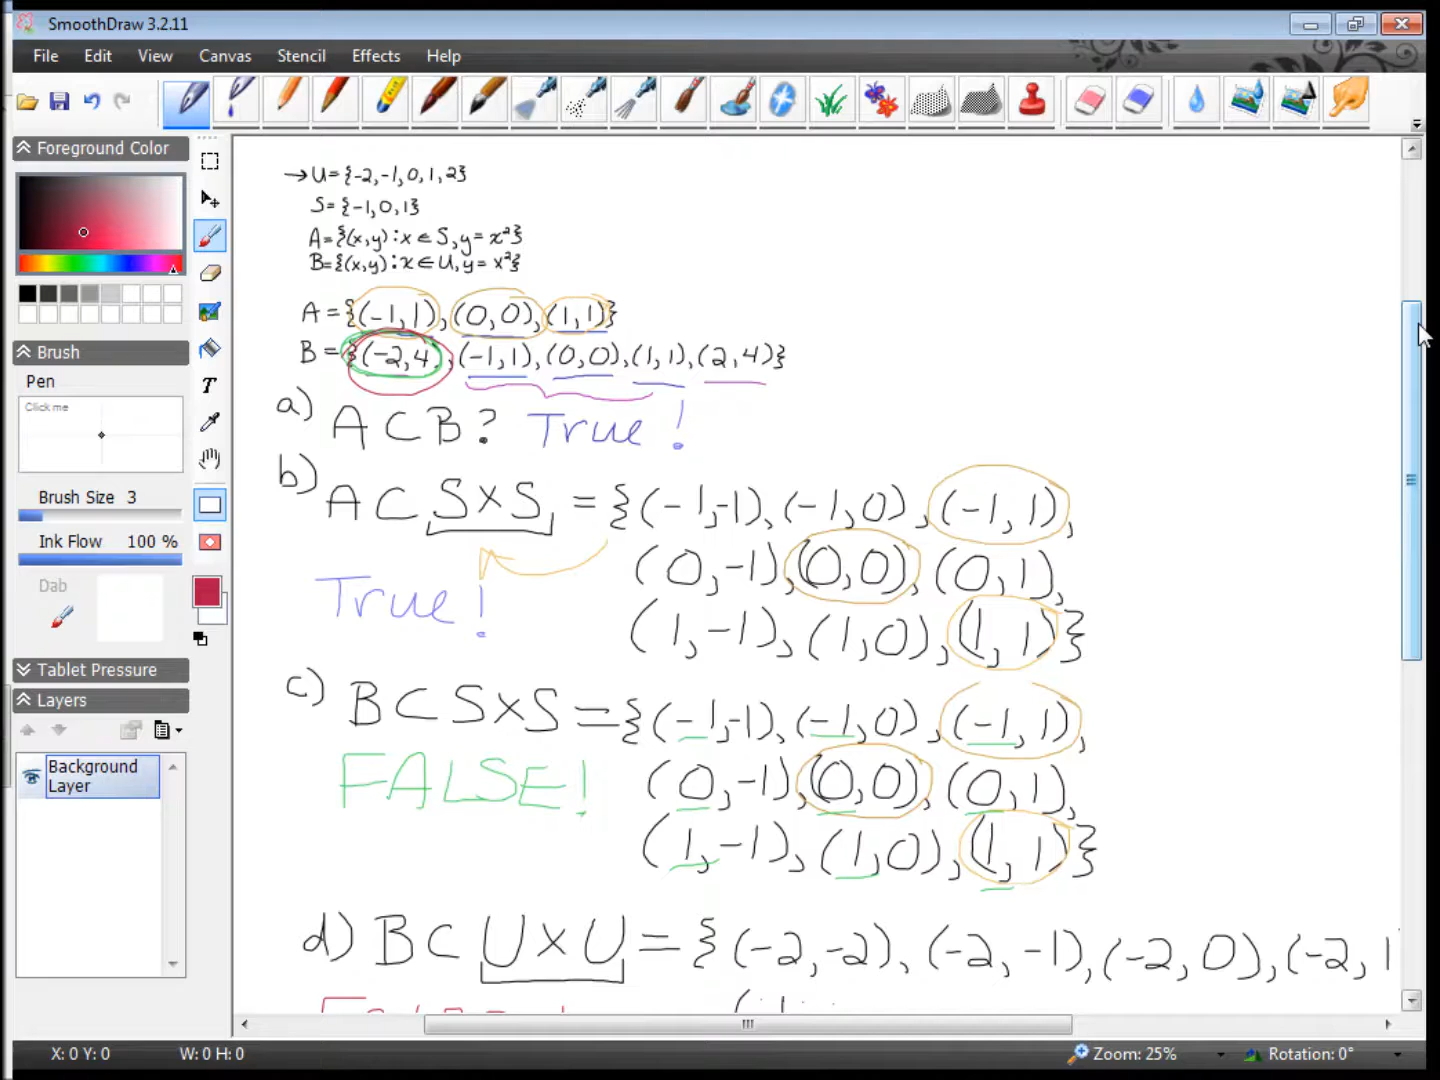 SmoothDraw 3.2.11
File Edit View Canvas Stencil Effects Help
Foreground Color
Brush
Pen
Click me
Brush Size 3
Ink Flow 100 %
Dab
Tablet Pressure
Layers
Background
Layer
→ U = {-2, -1, 0, 1, 2}
S = {-1, 0, 1}
A = {(x,y) : x ∈ S, y = x²}
B = {(x,y) : x ∈ U, y = x²}
A = {(-1,1), (0,0), (1,1)}
B = {(-2,4), (-1,1), (0,0), (1,1), (2,4)}
a) A ⊂ B? True!
b) A ⊂ S×S = {(-1,-1), (-1,0), (-1,1),
(0,-1), (0,0), (0,1),
True!
(1,-1), (1,0), (1,1)}
c) B ⊂ S×S = {(-1,-1), (-1,0), (-1,1),
FALSE!
(0,-1), (0,0), (0,1),
(1,-1), (1,0), (1,1)}
d) B ⊂ U×U = {(-2,-2), (-2,-1), (-2,0), (-2,1
X: 0 Y: 0 W: 0 H: 0 Zoom: 25% Rotation: 0°